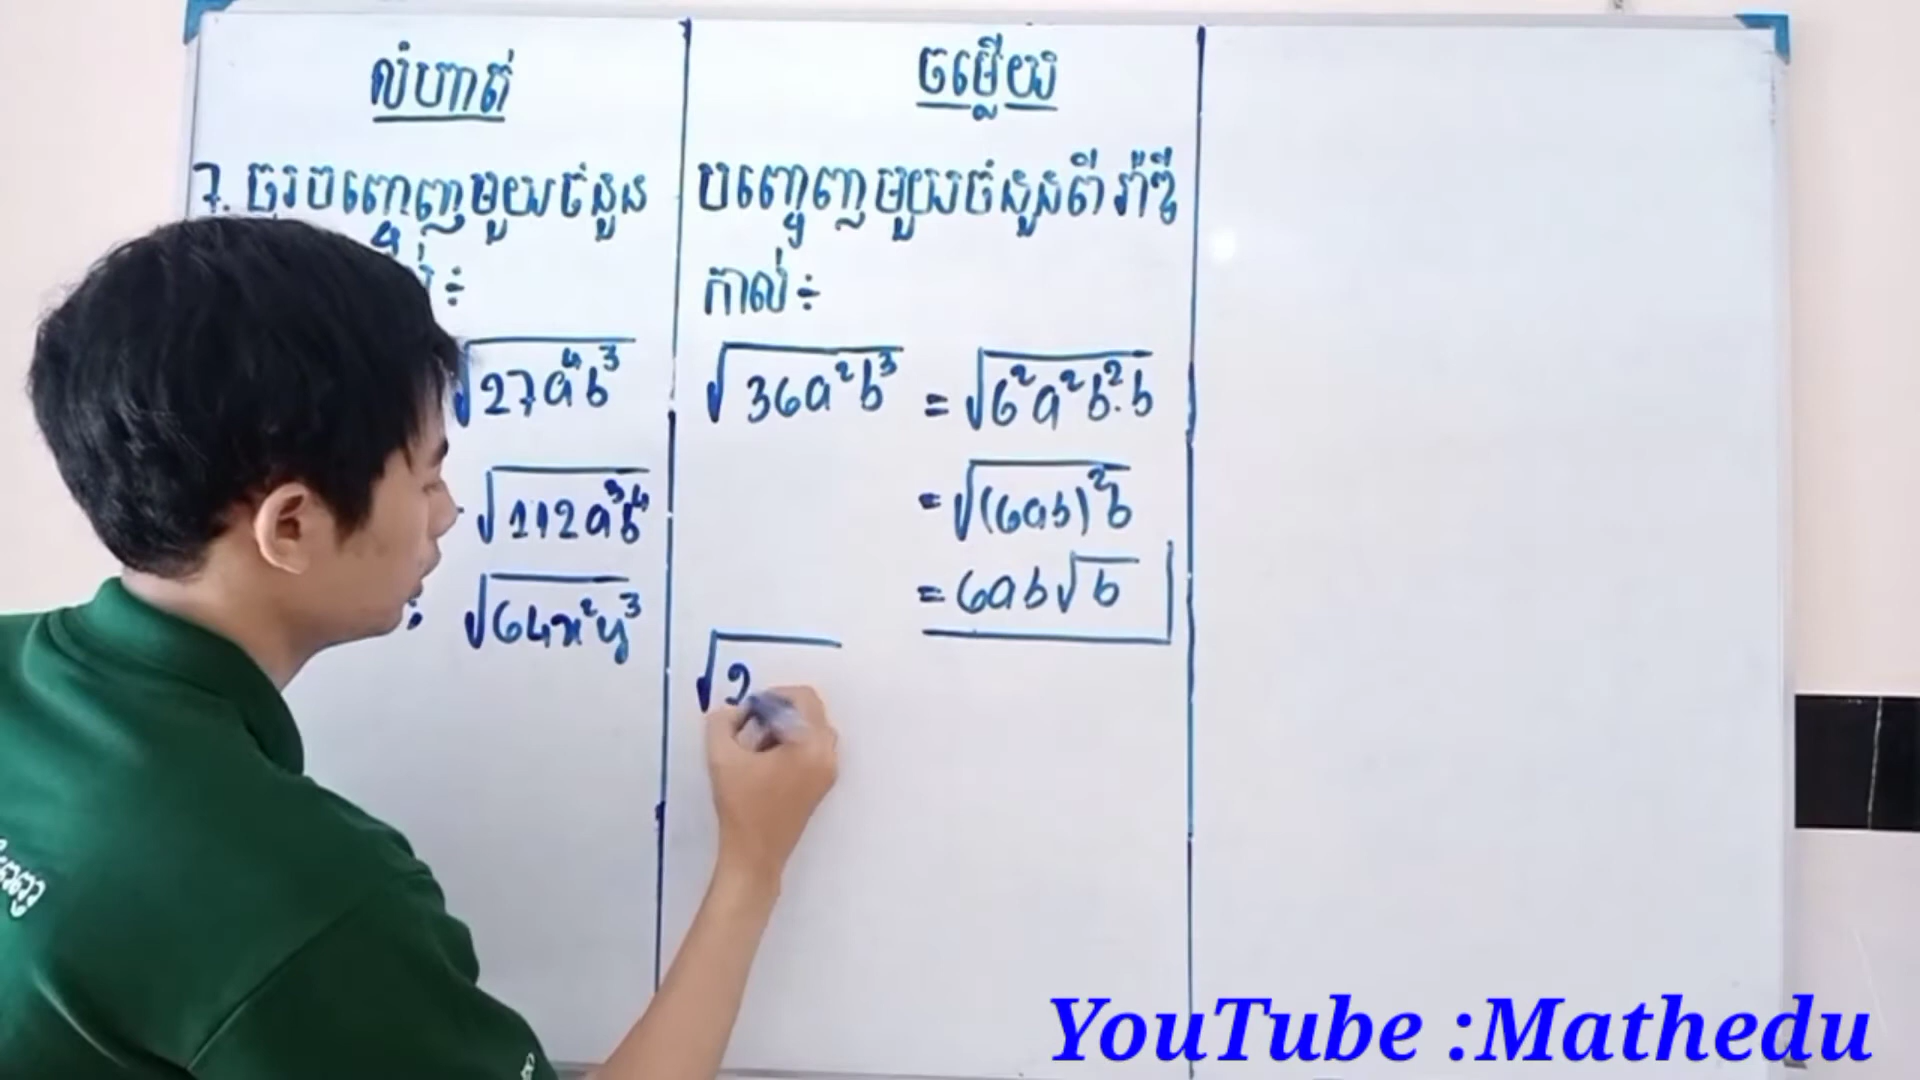 លំហាត់
7. ចូរបញ្ចេញមួយចំនួន
÷
√27a⁴b³
√112a³b⁴
: √64x²y³
ចម្លើយ
បញ្ចេញមួយចំនួនពីរ៉ាឌី
កាល់ ÷
√36a²b³ = √6²a²b².b
= √(6ab)²b
= 6ab√b
√2
YouTube :Mathedu